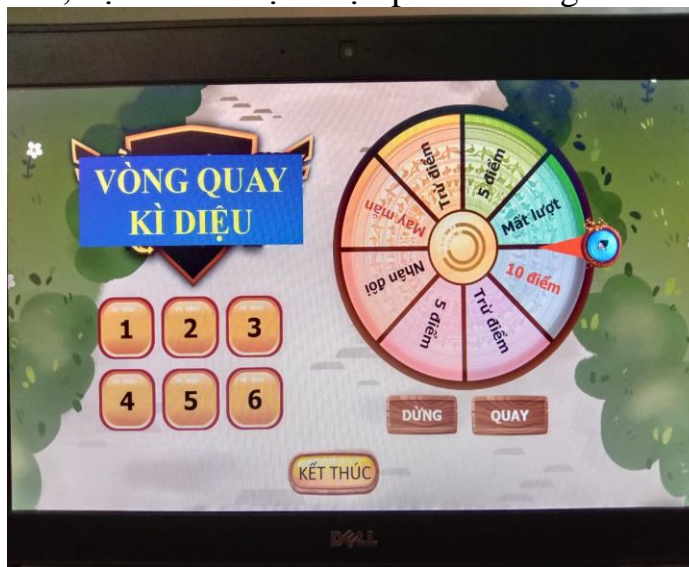 VÒNG QUAY
KÌ DIỆU
Trừ điểm
5 điểm
Mất lượt
10 điểm
Trừ điểm
5 điểm
Nhân đôi
May mắn
1 2 3
4 5 6
DỪNG QUAY
KẾT THÚC
DELL